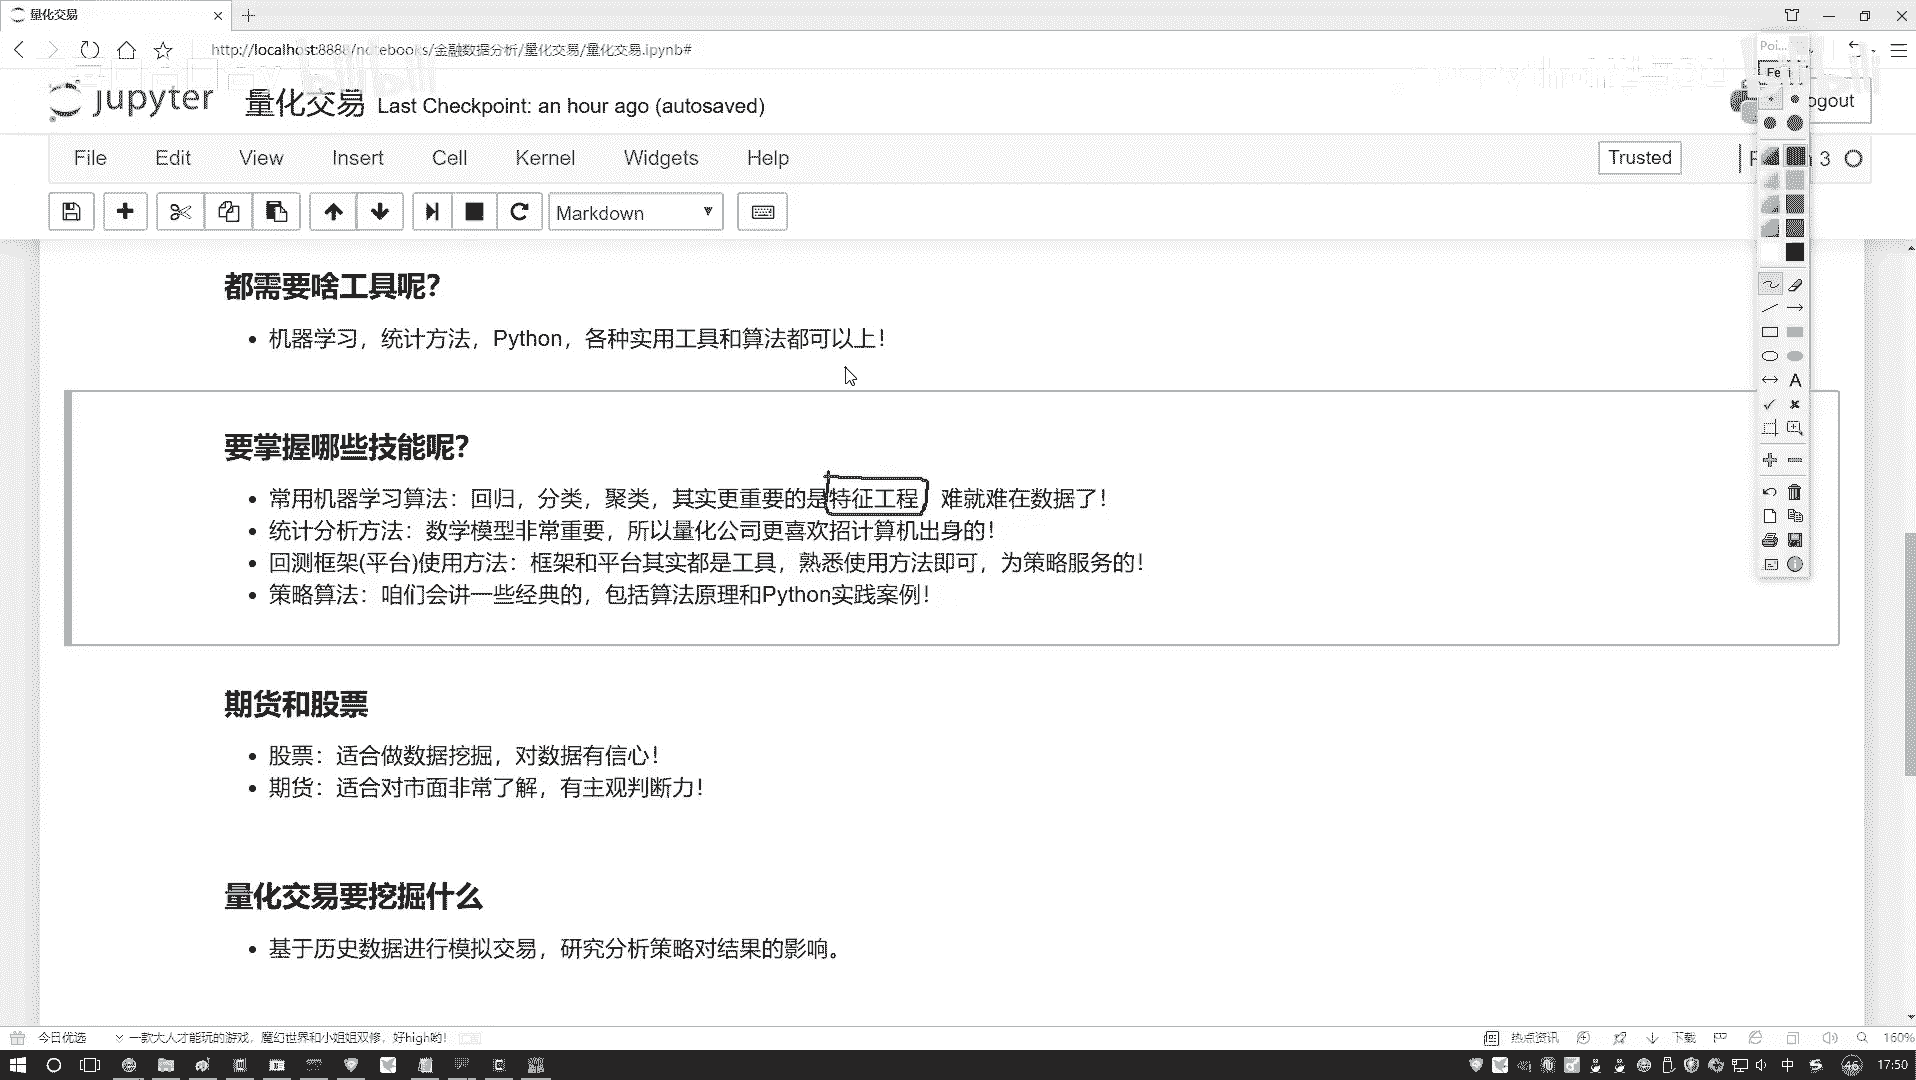 量化交易
http://localhost:8888/notebooks/金融数据分析/量化交易/量化交易.ipynb#
jupyter 量化交易 Last Checkpoint: an hour ago (autosaved)
ogout
File Edit View Insert Cell Kernel Widgets Help
Trusted
3
Markdown
都需要啥工具呢?
机器学习，统计方法，Python，各种实用工具和算法都可以上！
要掌握哪些技能呢?
常用机器学习算法：回归，分类，聚类，其实更重要的是特征工程 难就难在数据了！
统计分析方法：数学模型非常重要，所以量化公司更喜欢招计算机出身的！
回测框架(平台)使用方法：框架和平台其实都是工具，熟悉使用方法即可，为策略服务的！
策略算法：咱们会讲一些经典的，包括算法原理和Python实践案例！
期货和股票
股票：适合做数据挖掘，对数据有信心！
期货：适合对市面非常了解，有主观判断力！
量化交易要挖掘什么
基于历史数据进行模拟交易，研究分析策略对结果的影响。
今日优选 一款大人才能玩的游戏，魔幻世界和小姐姐双修，好high哟！
热点资讯 下载 160%
中 46 17:50